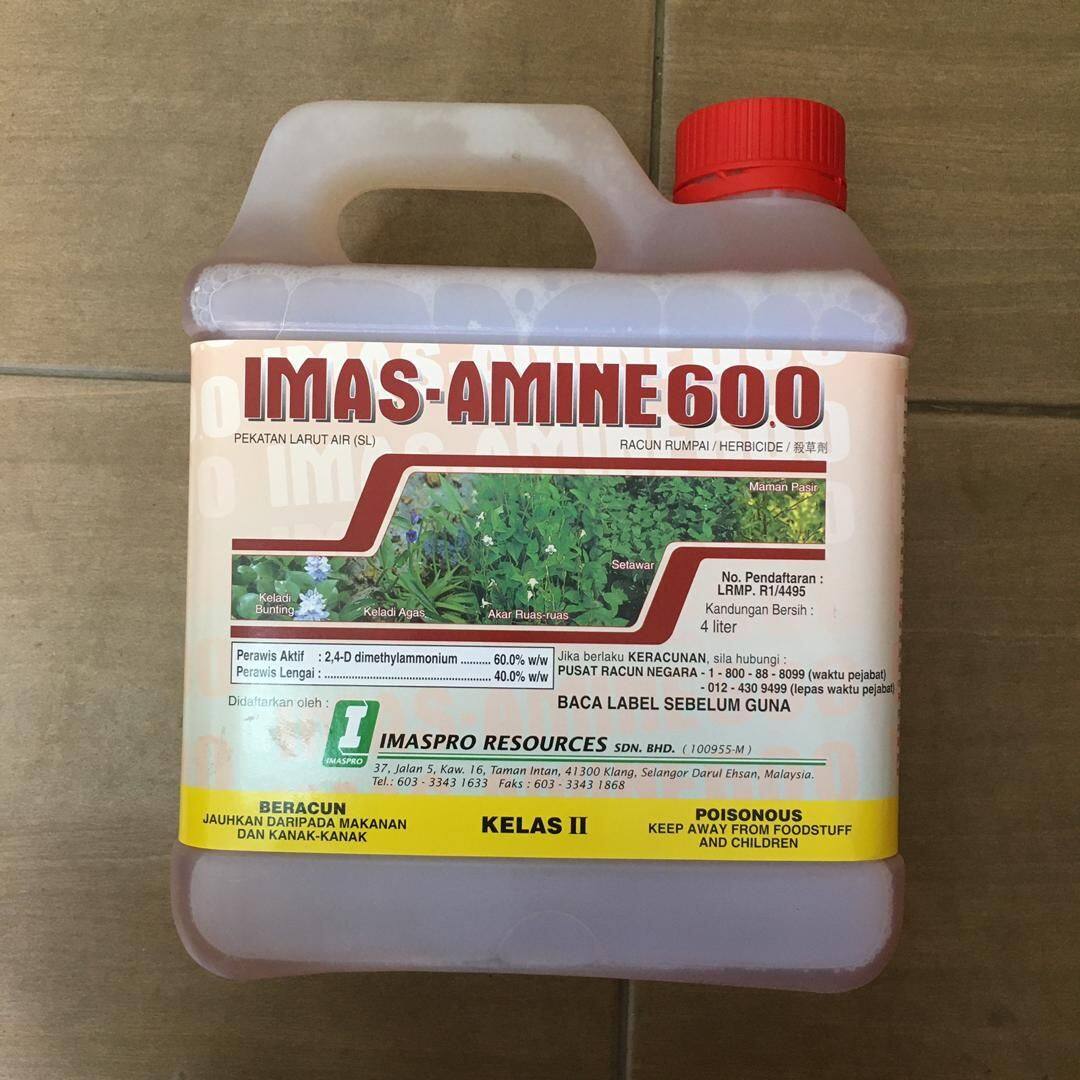 IMAS-AMINE 60.0
PEKATAN LARUT AIR (SL)
RACUN RUMPAI / HERBICIDE / 殺草劑
Maman Pasir
Setawar
Keladi Bunting
Keladi Agas
Akar Ruas-ruas
No. Pendaftaran :
LRMP. R1/4495
Kandungan Bersih :
4 liter
Perawis Aktif : 2,4-D dimethylammonium .......... 60.0% w/w
Perawis Lengai : .................................................. 40.0% w/w
Jika berlaku KERACUNAN, sila hubungi :
PUSAT RACUN NEGARA - 1 - 800 - 88 - 8099 (waktu pejabat)
- 012 - 430 9499 (lepas waktu pejabat)
BACA LABEL SEBELUM GUNA
Didaftarkan oleh :
I
IMASPRO
IMASPRO RESOURCES SDN. BHD. ( 100955-M )
37, Jalan 5, Kaw. 16, Taman Intan, 41300 Klang, Selangor Darul Ehsan, Malaysia.
Tel.: 603 - 3343 1633 Faks : 603 - 3343 1868
BERACUN
JAUHKAN DARIPADA MAKANAN
DAN KANAK-KANAK
KELAS II
POISONOUS
KEEP AWAY FROM FOODSTUFF
AND CHILDREN